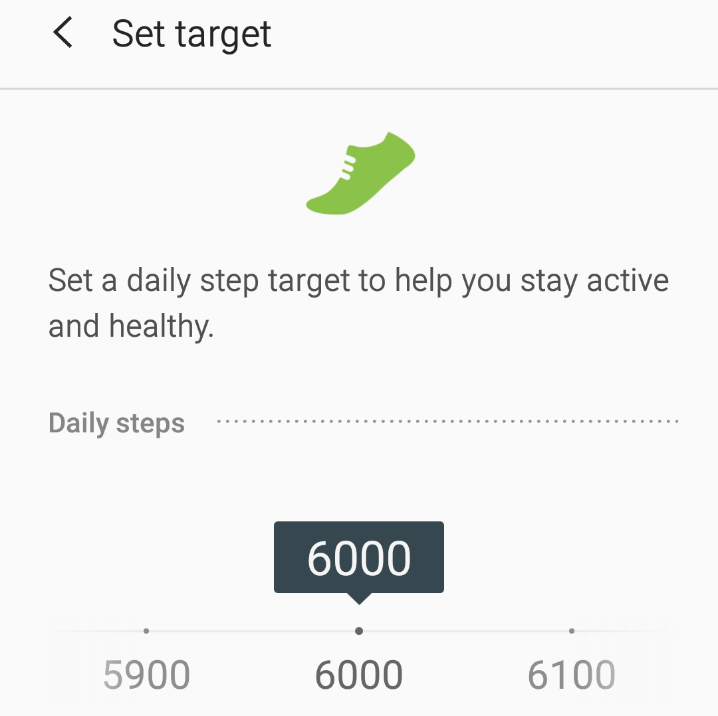 Set target
Set a daily step target to help you stay active
and healthy.
Daily steps
6000
5900 6000 6100